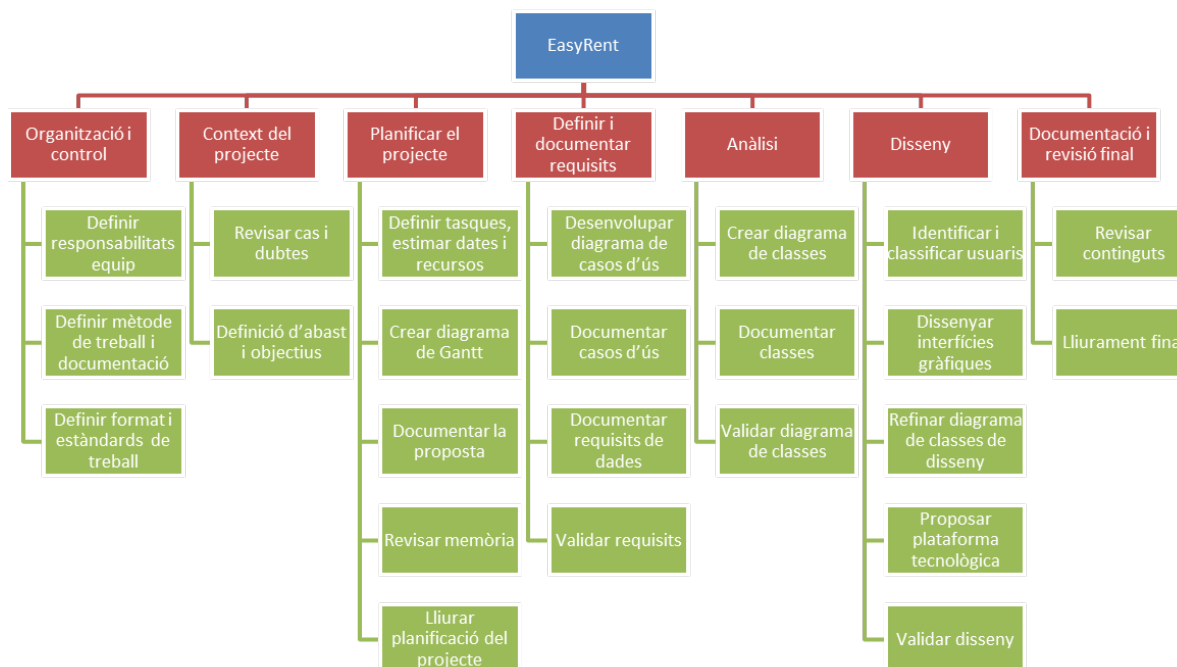 EasyRent
Organització i
control
Definir
responsabilitats
equip
Definir mètode
de treball i
documentació
Definir format i
estàndards de
treball
Context del
projecte
Revisar cas i
dubtes
Definició d'abast
i objectius
Planificar el
projecte
Definir tasques,
estimar dates i
recursos
Crear diagrama
de Gantt
Documentar la
proposta
Revisar memòria
Lliurar
planificació del
projecte
Definir i
documentar
requisits
Desenvolupar
diagrama de
casos d'ús
Documentar
casos d'ús
Documentar
requisits de
dades
Validar requisits
Anàlisi
Crear diagrama
de classes
Documentar
classes
Validar diagrama
de classes
Disseny
Identificar i
classificar usuaris
Dissenyar
interfícies
gràfiques
Refinar diagrama
de classes de
disseny
Proposar
plataforma
tecnològica
Validar disseny
Documentació i
revisió final
Revisar
continguts
Lliurament final